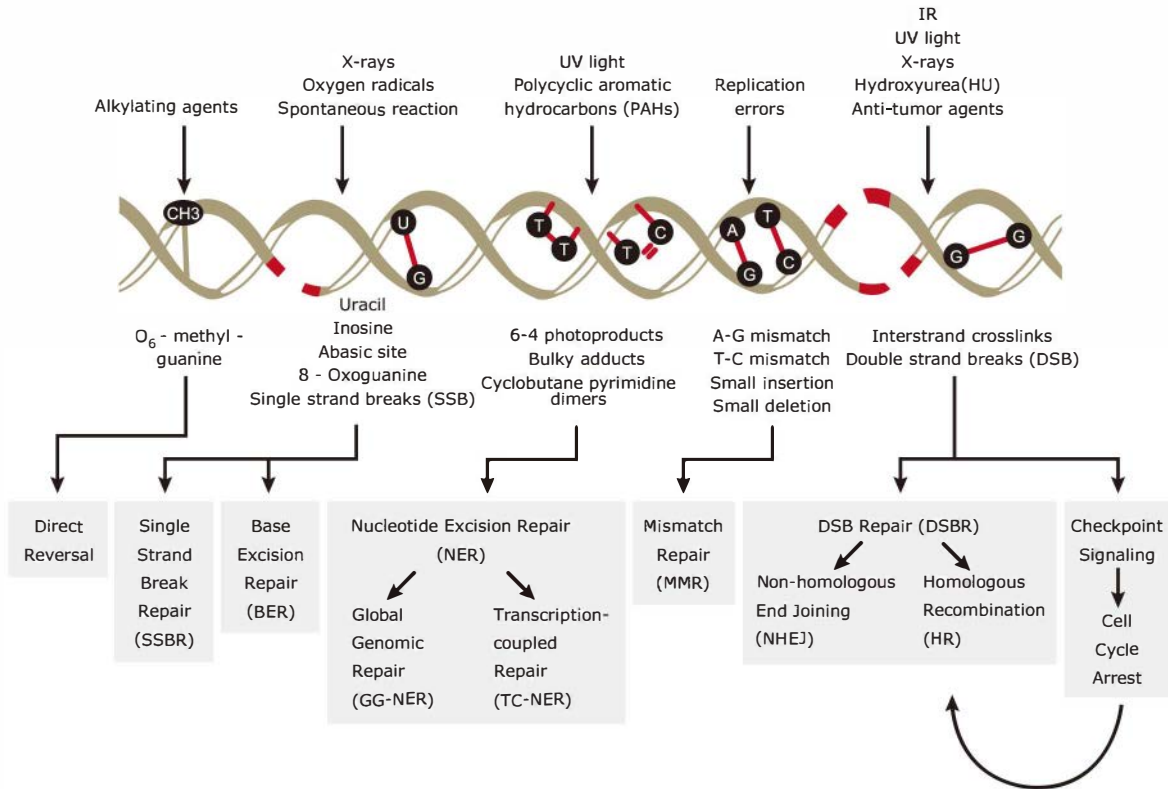 Alkylating agents
X-rays
Oxygen radicals
Spontaneous reaction
UV light
Polycyclic aromatic
hydrocarbons (PAHs)
Replication
errors
IR
UV light
X-rays
Hydroxyurea(HU)
Anti-tumor agents
CH3
U
G
T
T
C
T
A
G
T
C
G
G
O6 - methyl -
guanine
Uracil
Inosine
Abasic site
8 - Oxoguanine
Single strand breaks (SSB)
6-4 photoproducts
Bulky adducts
Cyclobutane pyrimidine
dimers
A-G mismatch
T-C mismatch
Small insertion
Small deletion
Interstrand crosslinks
Double strand breaks (DSB)
Direct
Reversal
Single
Strand
Break
Repair
(SSBR)
Base
Excision
Repair
(BER)
Nucleotide Excision Repair
(NER)
Global
Genomic
Repair
(GG-NER)
Transcription-
coupled
Repair
(TC-NER)
Mismatch
Repair
(MMR)
DSB Repair (DSBR)
Non-homologous
End Joining
(NHEJ)
Homologous
Recombination
(HR)
Checkpoint
Signaling
Cell
Cycle
Arrest